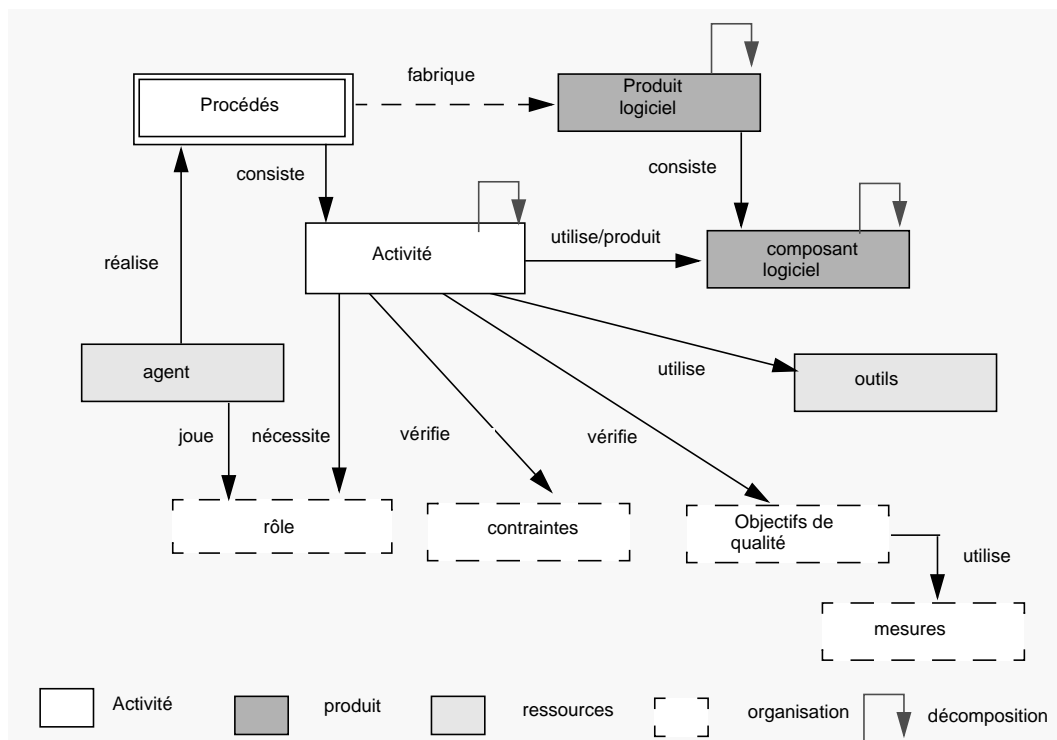 fabrique
Produit
logiciel
Procédés
consiste
consiste
Activité
utilise/produit
composant
logiciel
réalise
agent
utilise
outils
joue
nécessite
vérifie
vérifie
rôle
contraintes
Objectifs de
qualité
utilise
mesures
Activité
produit
ressources
organisation
décomposition